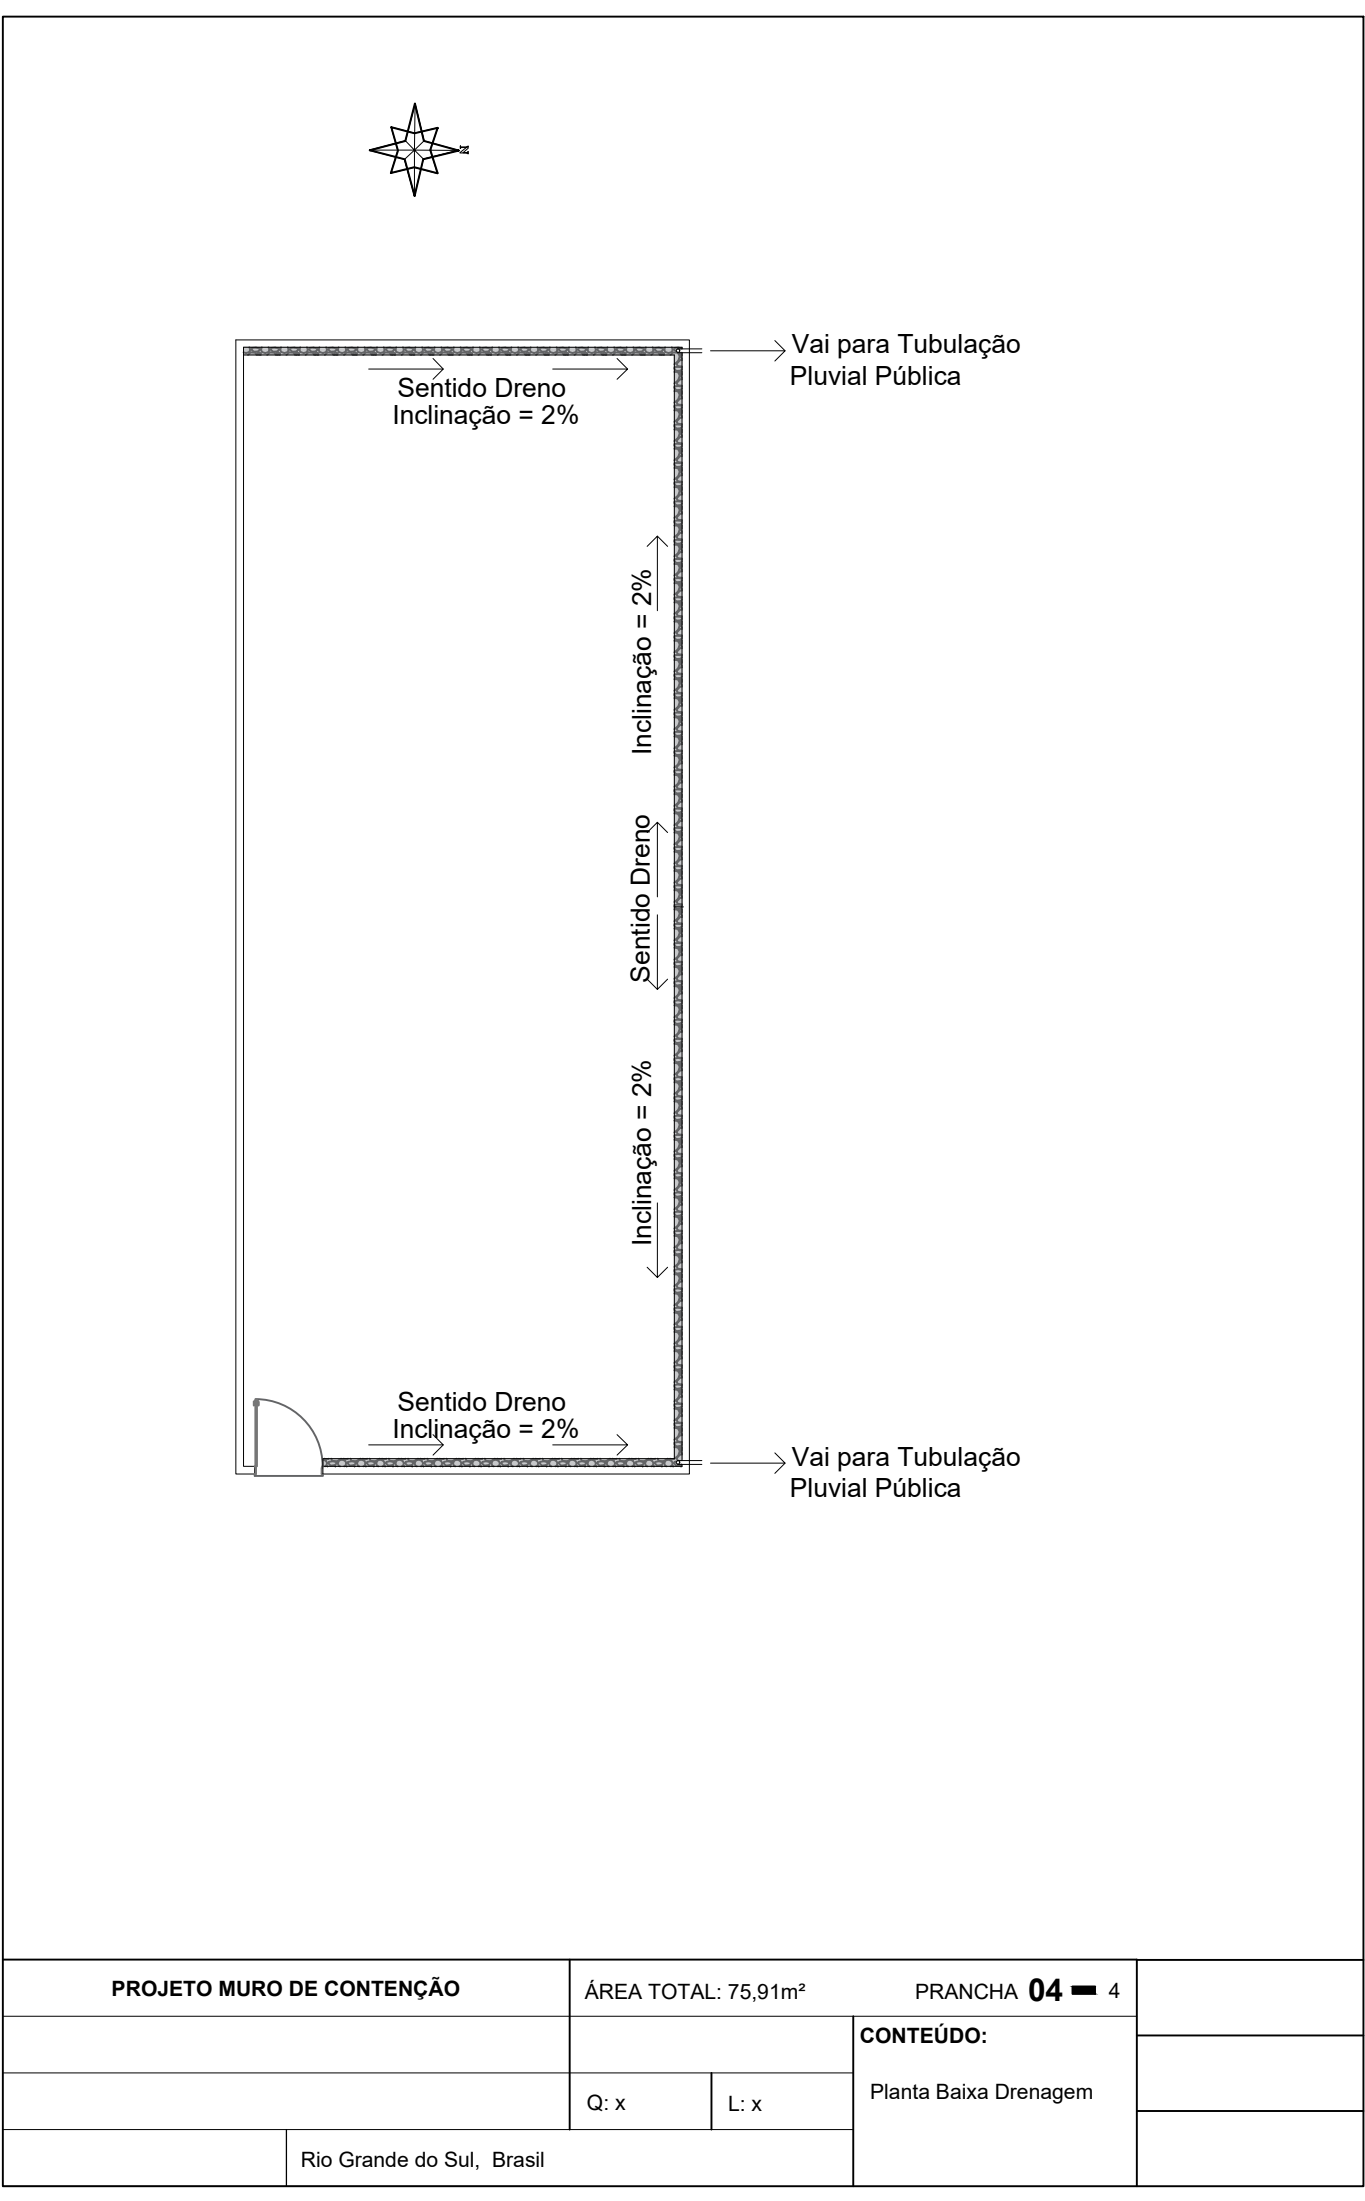 N
Vai para Tubulação
Pluvial Pública
Sentido Dreno
Inclinação = 2%
Inclinação = 2%
Sentido Dreno
Inclinação = 2%
Sentido Dreno
Inclinação = 2%
Vai para Tubulação
Pluvial Pública
PROJETO MURO DE CONTENÇÃO
ÁREA TOTAL: 75,91m²
PRANCHA 04 - 4
CONTEÚDO:
Planta Baixa Drenagem
Q: x
L: x
Rio Grande do Sul, Brasil